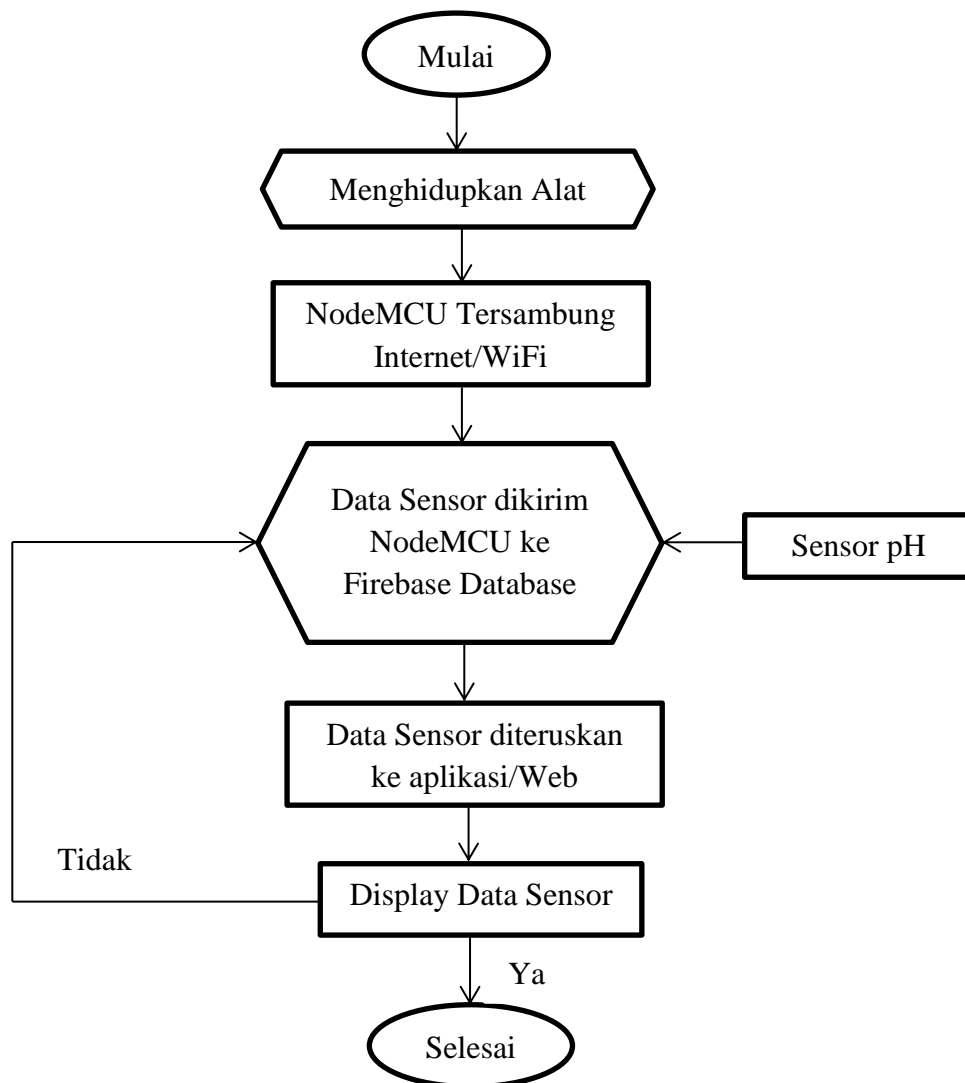 Mulai
Menghidupkan Alat
NodeMCU Tersambung
Internet/WiFi
Data Sensor dikirim
NodeMCU ke
Firebase Database
Sensor pH
Data Sensor diteruskan
ke aplikasi/Web
Tidak
Display Data Sensor
Ya
Selesai